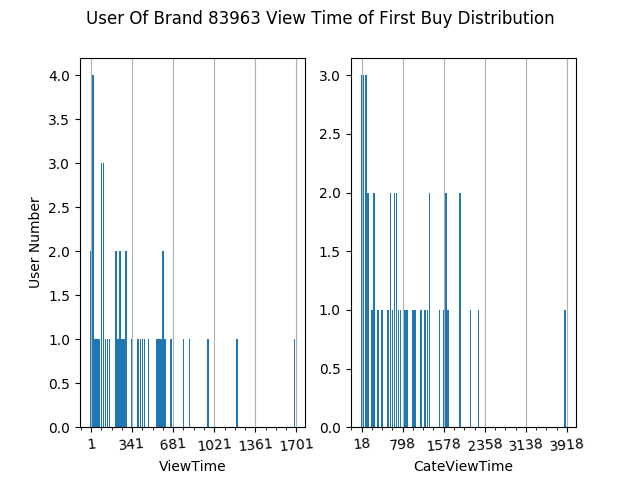 User Of Brand 83963 View Time of First Buy Distribution
User Number
4.0
3.5
3.0
2.5
2.0
1.5
1.0
0.5
0.0
1 341 681 1021 1361 1701
ViewTime
3.0
2.5
2.0
1.5
1.0
0.5
0.0
18 798 1578 2358 3138 3918
CateViewTime